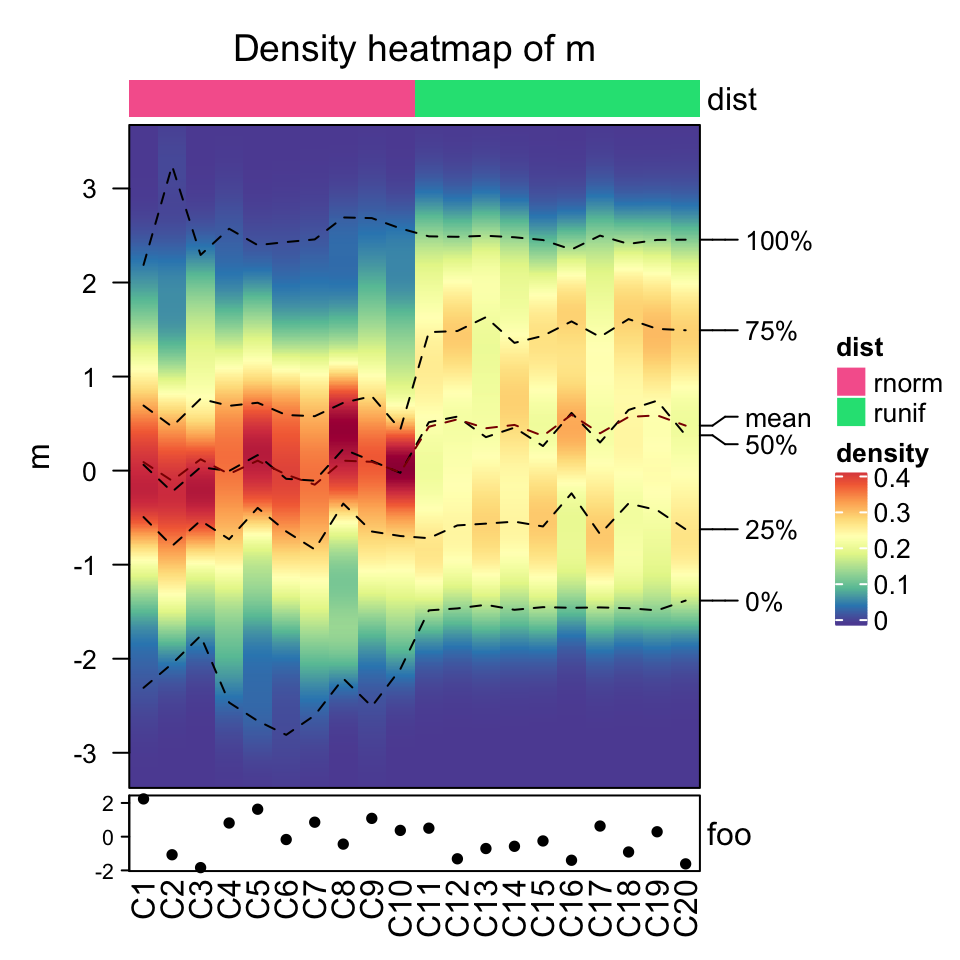 Density heatmap of m
dist
3
2
1
0
-1
-2
-3
m
100%
75%
mean
50%
25%
0%
dist
rnorm
runif
density
0.4
0.3
0.2
0.1
0
2
0
-2
foo
C1 C2 C3 C4 C5 C6 C7 C8 C9 C10 C11 C12 C13 C14 C15 C16 C17 C18 C19 C20